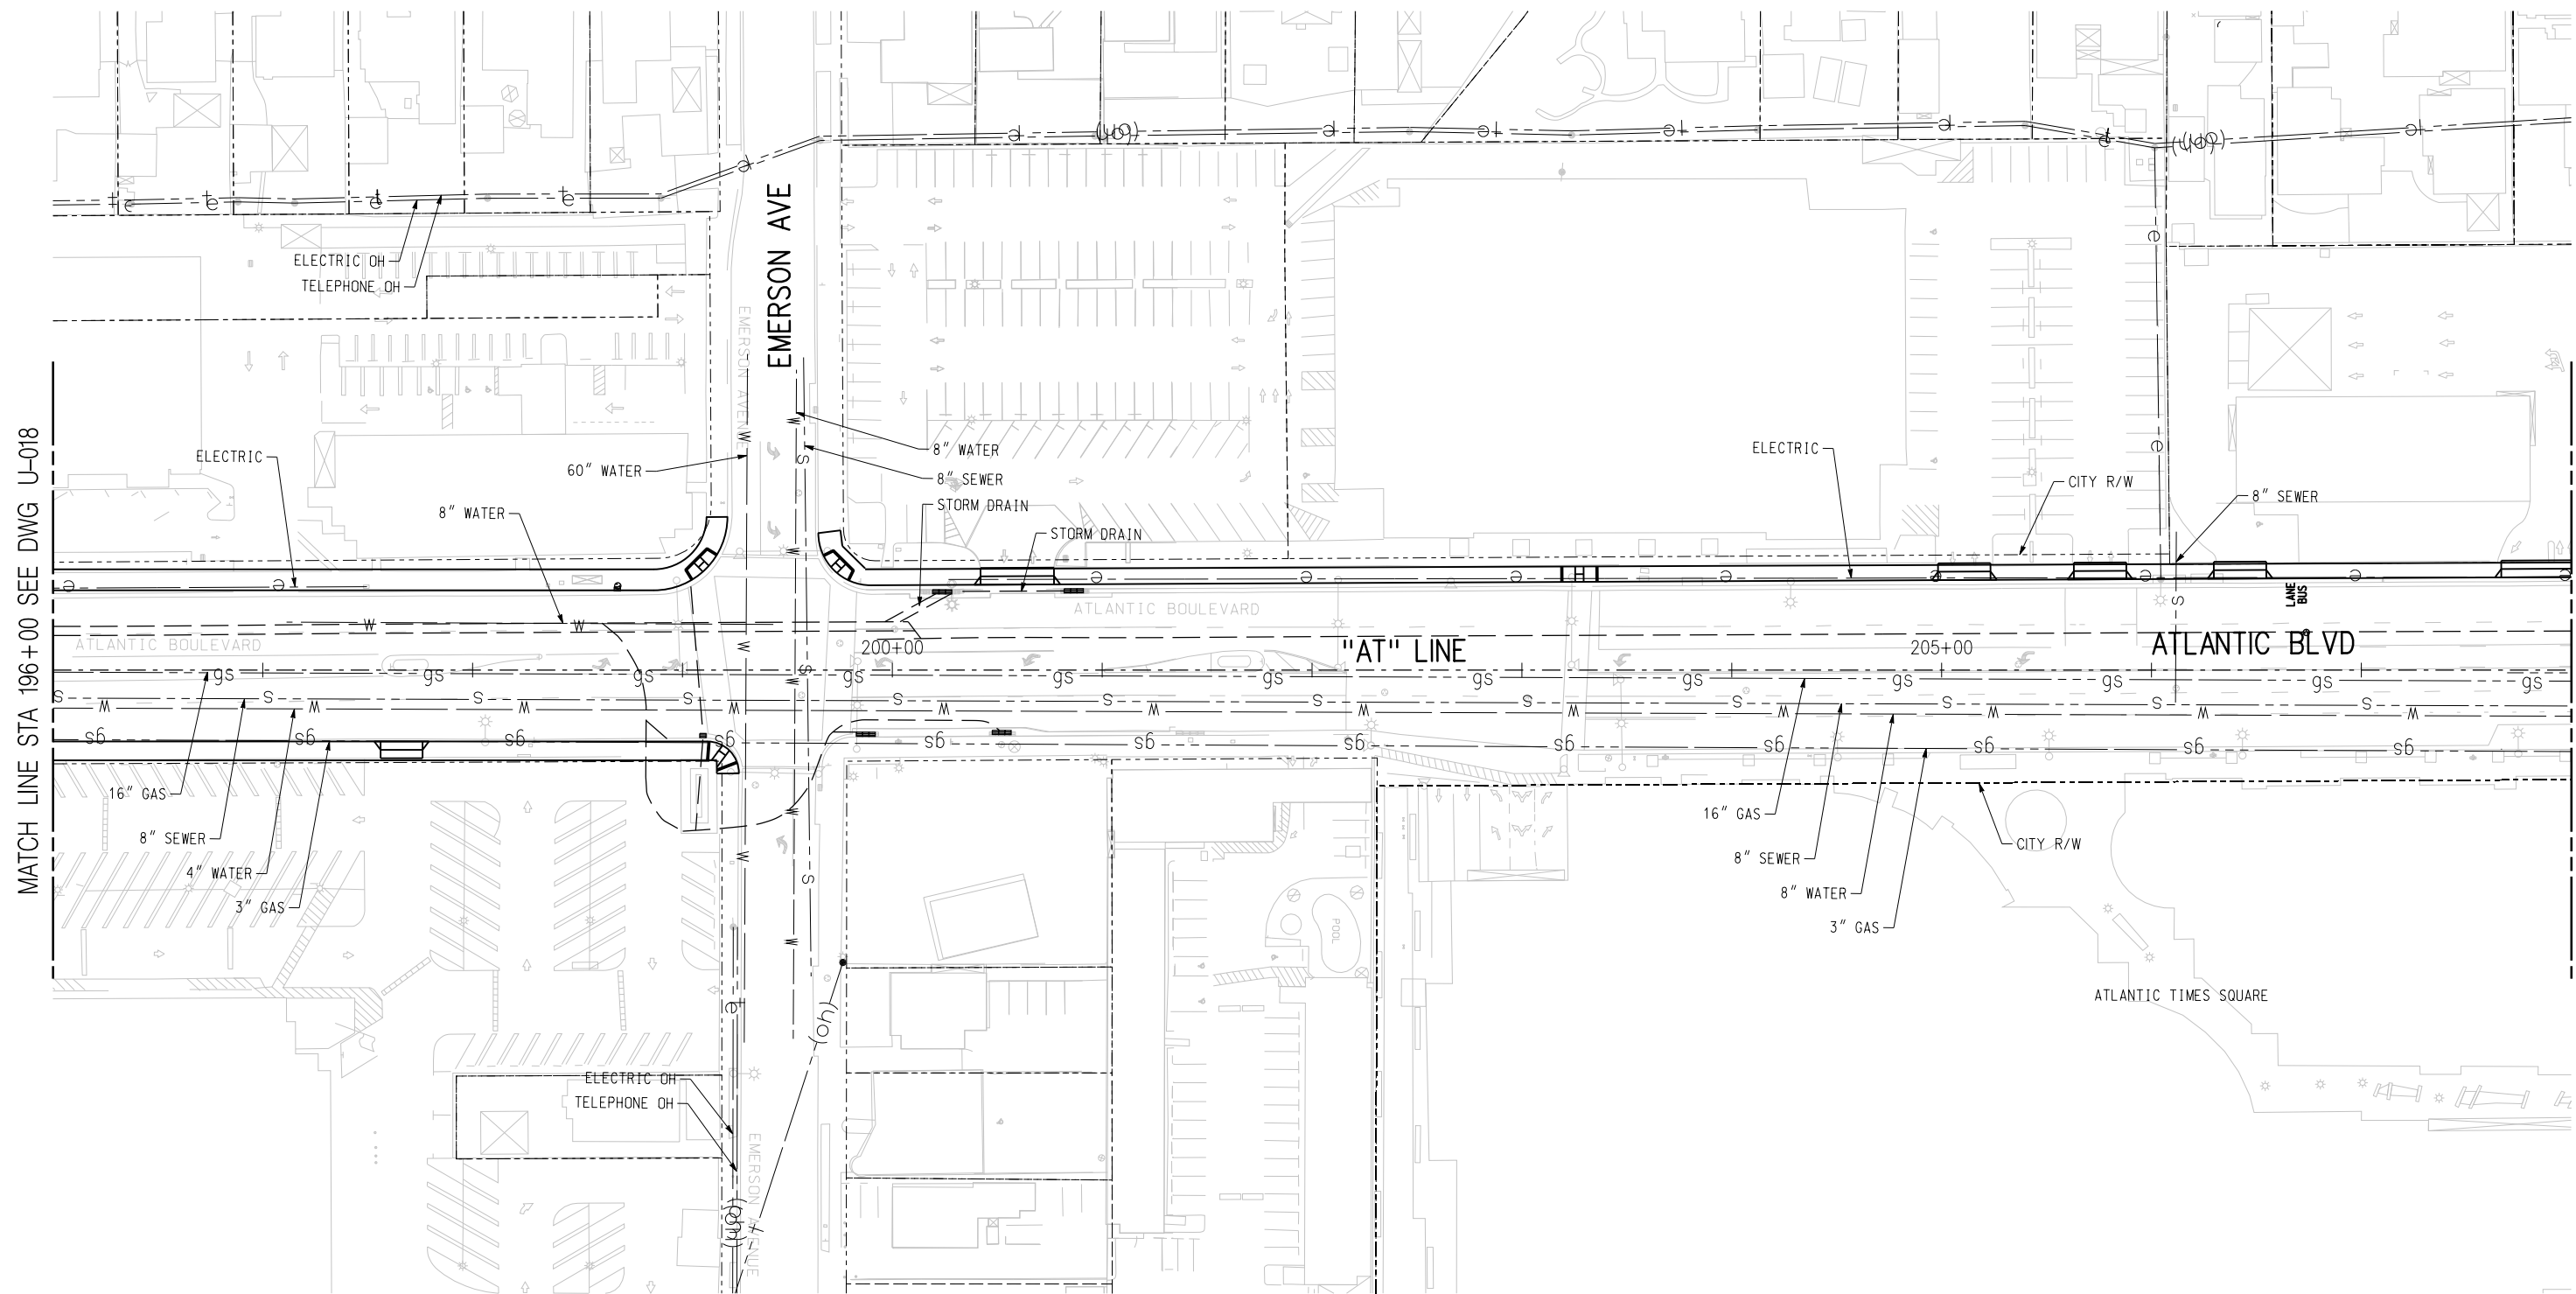 EMERSON AVE
EMERSON AVENUE
ELECTRIC OH
TELEPHONE OH
MATCH LINE STA 196+00 SEE DWG U-018
ELECTRIC
60" WATER
8" WATER
8" WATER
8" SEWER
STORM DRAIN
STORM DRAIN
ELECTRIC
CITY R/W
8" SEWER
ATLANTIC BOULEVARD
LANE
BUS
ATLANTIC BOULEVARD
200+00
"AT" LINE
205+00
ATLANTIC BLVD
16" GAS
8" SEWER
4" WATER
3" GAS
16" GAS
8" SEWER
8" WATER
3" GAS
CITY R/W
POOL
ATLANTIC TIMES SQUARE
ELECTRIC OH
TELEPHONE OH
EMERSON AVENUE